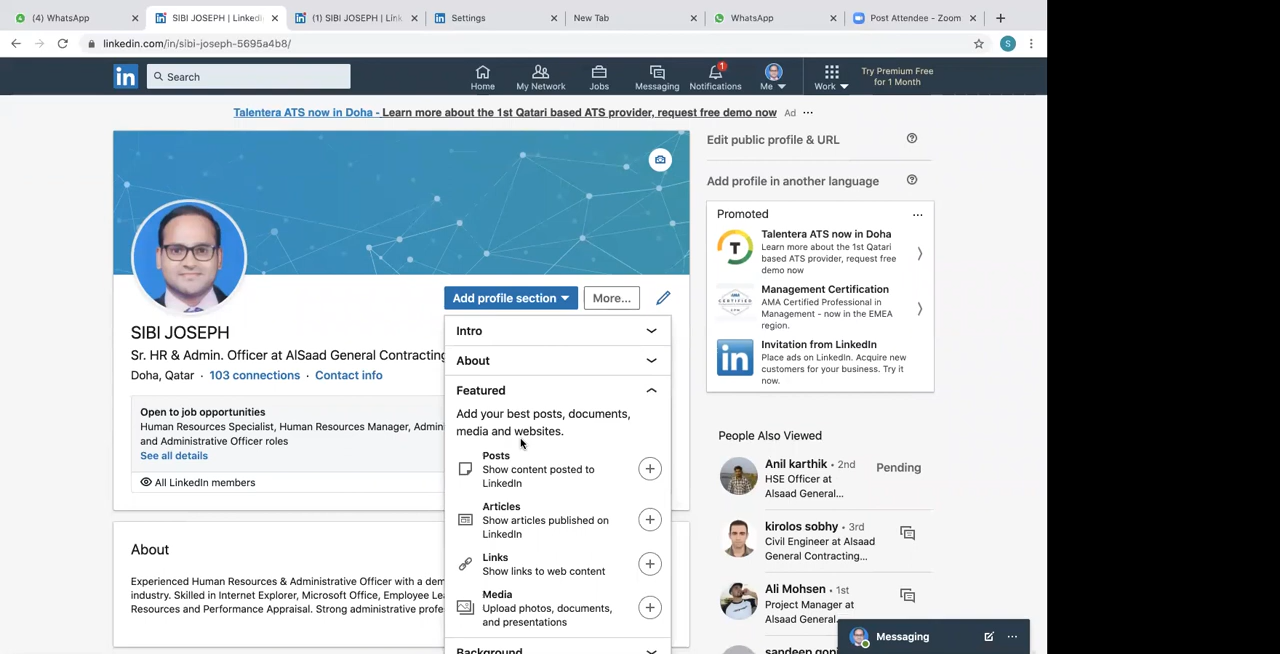 (4) WhatsApp
SIBI JOSEPH | LinkedI
(1) SIBI JOSEPH | Link
Settings
New Tab
WhatsApp
Post Attendee - Zoom
linkedin.com/in/sibi-joseph-5695a4b8/
S
in
Search
Home
My Network
Jobs
Messaging
1
Notifications
Me
Work
Try Premium Free
for 1 Month
Talentera ATS now in Doha - Learn more about the 1st Qatari based ATS provider, request free demo now Ad ...
Edit public profile & URL
Add profile in another language
Promoted
Talentera ATS now in Doha
Learn more about the 1st
Qatari based ATS provider,
request free demo now
T
Management Certification
AMA Certified Professional in
Management - now in the EMEA
region.
AMA
CERTIFIED
Invitation from LinkedIn
Place ads on LinkedIn. Acquire new
customers for your business. Try it
now.
in
Add profile section
More...
SIBI JOSEPH
Sr. HR & Admin. Officer at AlSaad General Contracting
Doha, Qatar · 103 connections · Contact info
Open to job opportunities
Human Resources Specialist, Human Resources Manager, Admin
and Administrative Officer roles
See all details
All LinkedIn members
About
Experienced Human Resources & Administrative Officer with a dem
industry. Skilled in Internet Explorer, Microsoft Office, Employee Le
Resources and Performance Appraisal. Strong administrative profe
Intro
About
Featured
Add your best posts, documents,
media and websites.
Posts
Show content posted to
LinkedIn
Articles
Show articles published on
LinkedIn
Links
Show links to web content
Media
Upload photos, documents,
and presentations
Background
People Also Viewed
Anil karthik • 2nd
HSE Officer at
Alsaad General...
Pending
kirolos sobhy • 3rd
Civil Engineer at Alsaad
General Contracting...
Ali Mohsen • 1st
Project Manager at
Alsaad General...
Messaging